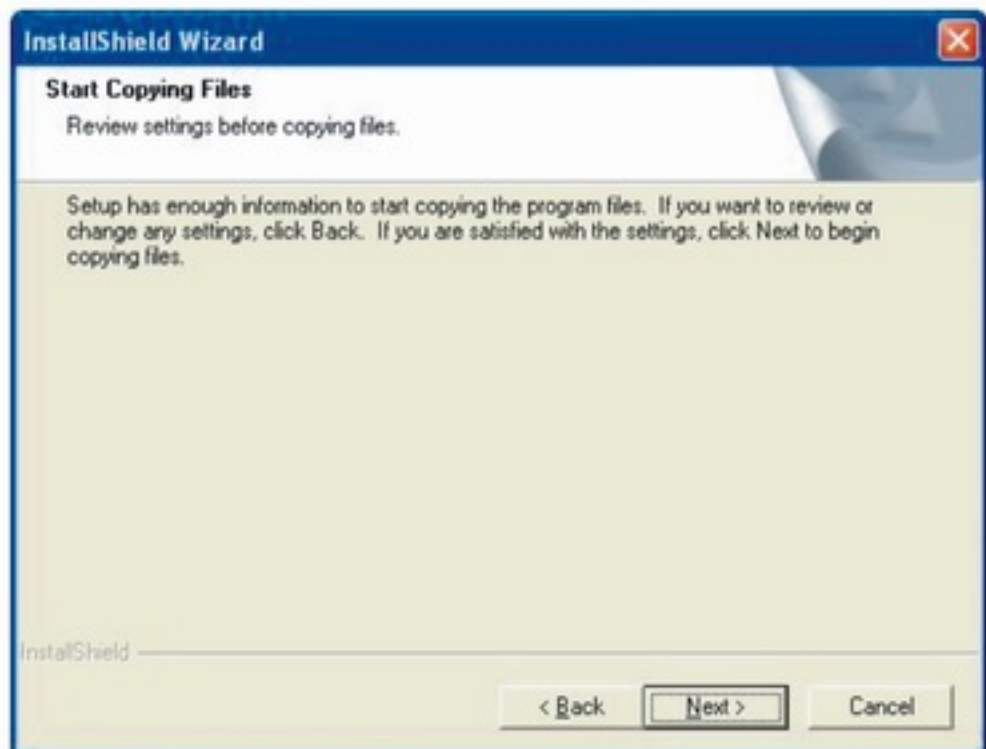 InstallShield Wizard
Start Copying Files
Review settings before copying files.
Setup has enough information to start copying the program files. If you want to review or
change any settings, click Back. If you are satisfied with the settings, click Next to begin
copying files.
InstallShield
< Back
Next >
Cancel